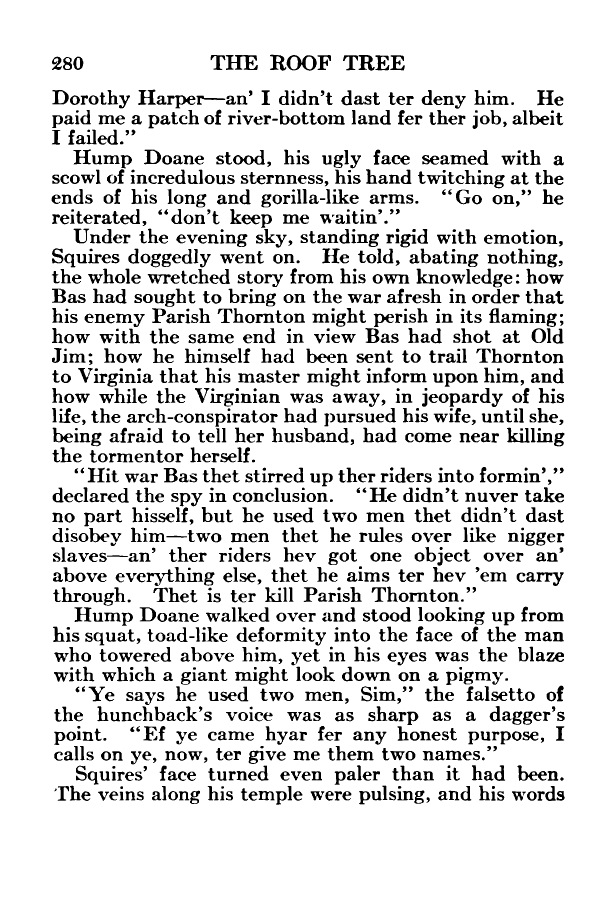 280 THE ROOF TREE
Dorothy Harper—an' I didn't dast ter deny him. He
paid me a patch of river-bottom land fer ther job, albeit
I failed.”
Hump Doane stood, his ugly face seamed with a
scowl of incredulous sternness, his hand twitching at the
ends of his long and gorilla-like arms. “Go on,” he
reiterated, “don't keep me waitin'.”
Under the evening sky, standing rigid with emotion,
Squires doggedly went on. He told, abating nothing,
the whole wretched story from his own knowledge: how
Bas had sought to bring on the war afresh in order that
his enemy Parish Thornton might perish in its flaming;
how with the same end in view Bas had shot at Old
Jim; how he himself had been sent to trail Thornton
to Virginia that his master might inform upon him, and
how while the Virginian was away, in jeopardy of his
life, the arch-conspirator had pursued his wife, until she,
being afraid to tell her husband, had come near killing
the tormentor herself.
“Hit war Bas thet stirred up ther riders into formin',”
declared the spy in conclusion. “He didn't nuver take
no part hisself, but he used two men thet didn't dast
disobey him—two men thet he rules over like nigger
slaves—an' ther riders hev got one object over an'
above everything else, thet he aims ter hev 'em carry
through. Thet is ter kill Parish Thornton.”
Hump Doane walked over and stood looking up from
his squat, toad-like deformity into the face of the man
who towered above him, yet in his eyes was the blaze
with which a giant might look down on a pigmy.
“Ye says he used two men, Sim,” the falsetto of
the hunchback's voice was as sharp as a dagger's
point. “Ef ye came hyar fer any honest purpose, I
calls on ye, now, ter give me them two names.”
Squires' face turned even paler than it had been.
The veins along his temple were pulsing, and his words